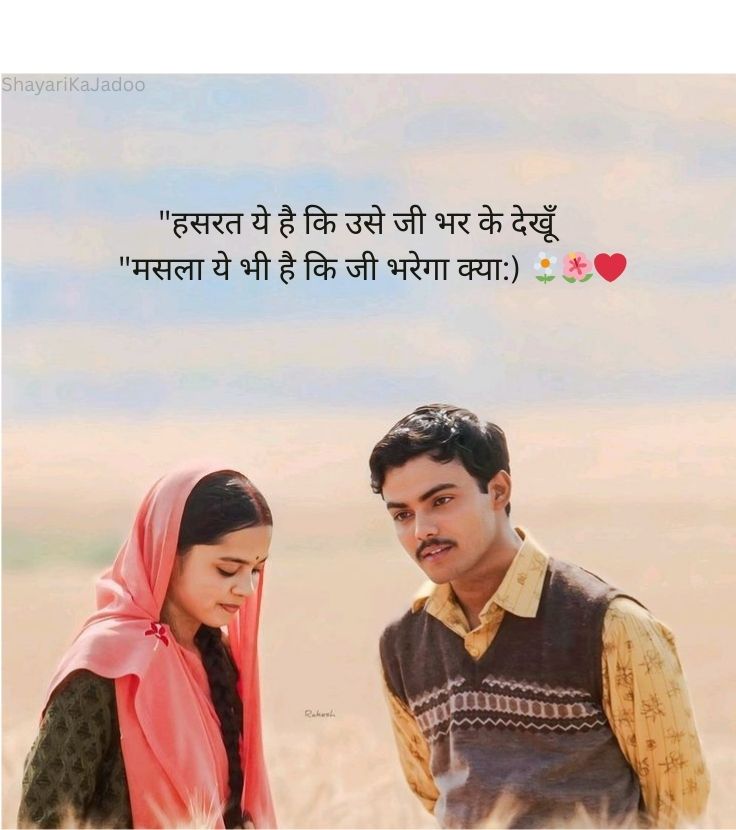 ShayariKaJadoo
"हसरत ये है कि उसे जी भर के देखूँ
"मसला ये भी है कि जी भरेगा क्या:) 🌼🌺❤️
Rakesh